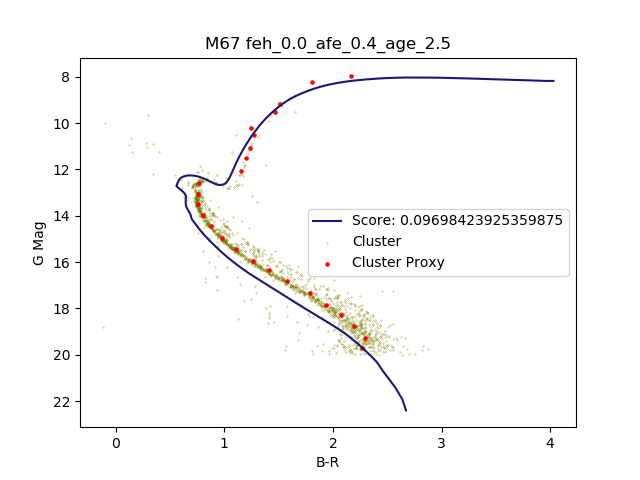 M67 feh_0.0_afe_0.4_age_2.5
8
10
12
14
16
18
20
22
G Mag
Score: 0.09698423925359875
Cluster
Cluster Proxy
0
1
2
3
4
B-R